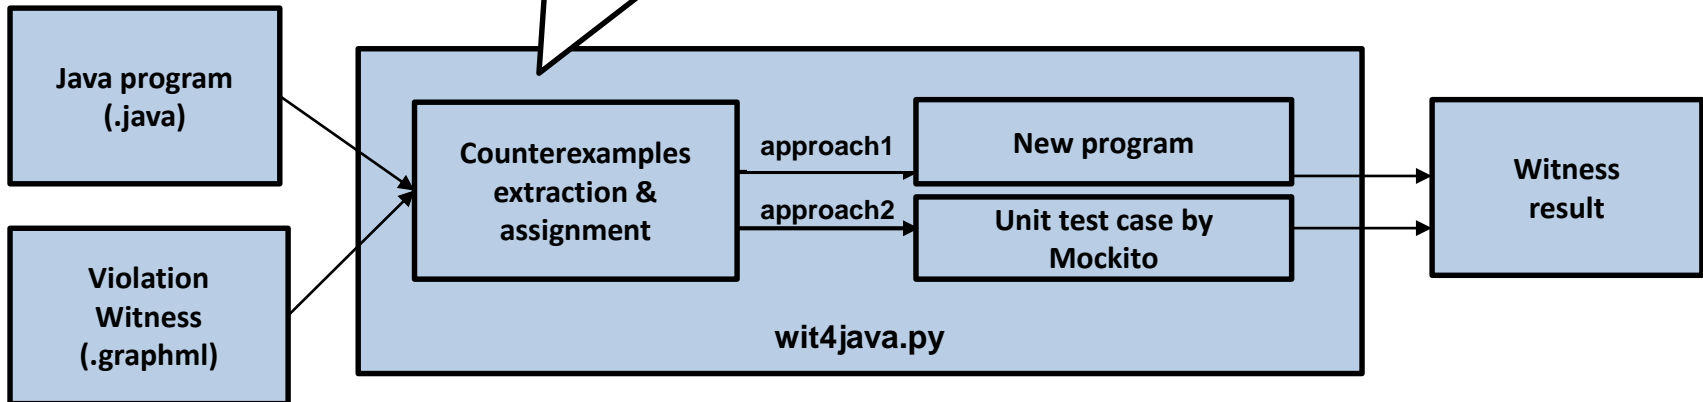 Java program
(.java)
Violation
Witness
(.graphml)
Counterexamples
extraction &
assignment
approach1
approach2
New program
Unit test case by
Mockito
wit4java.py
Witness
result